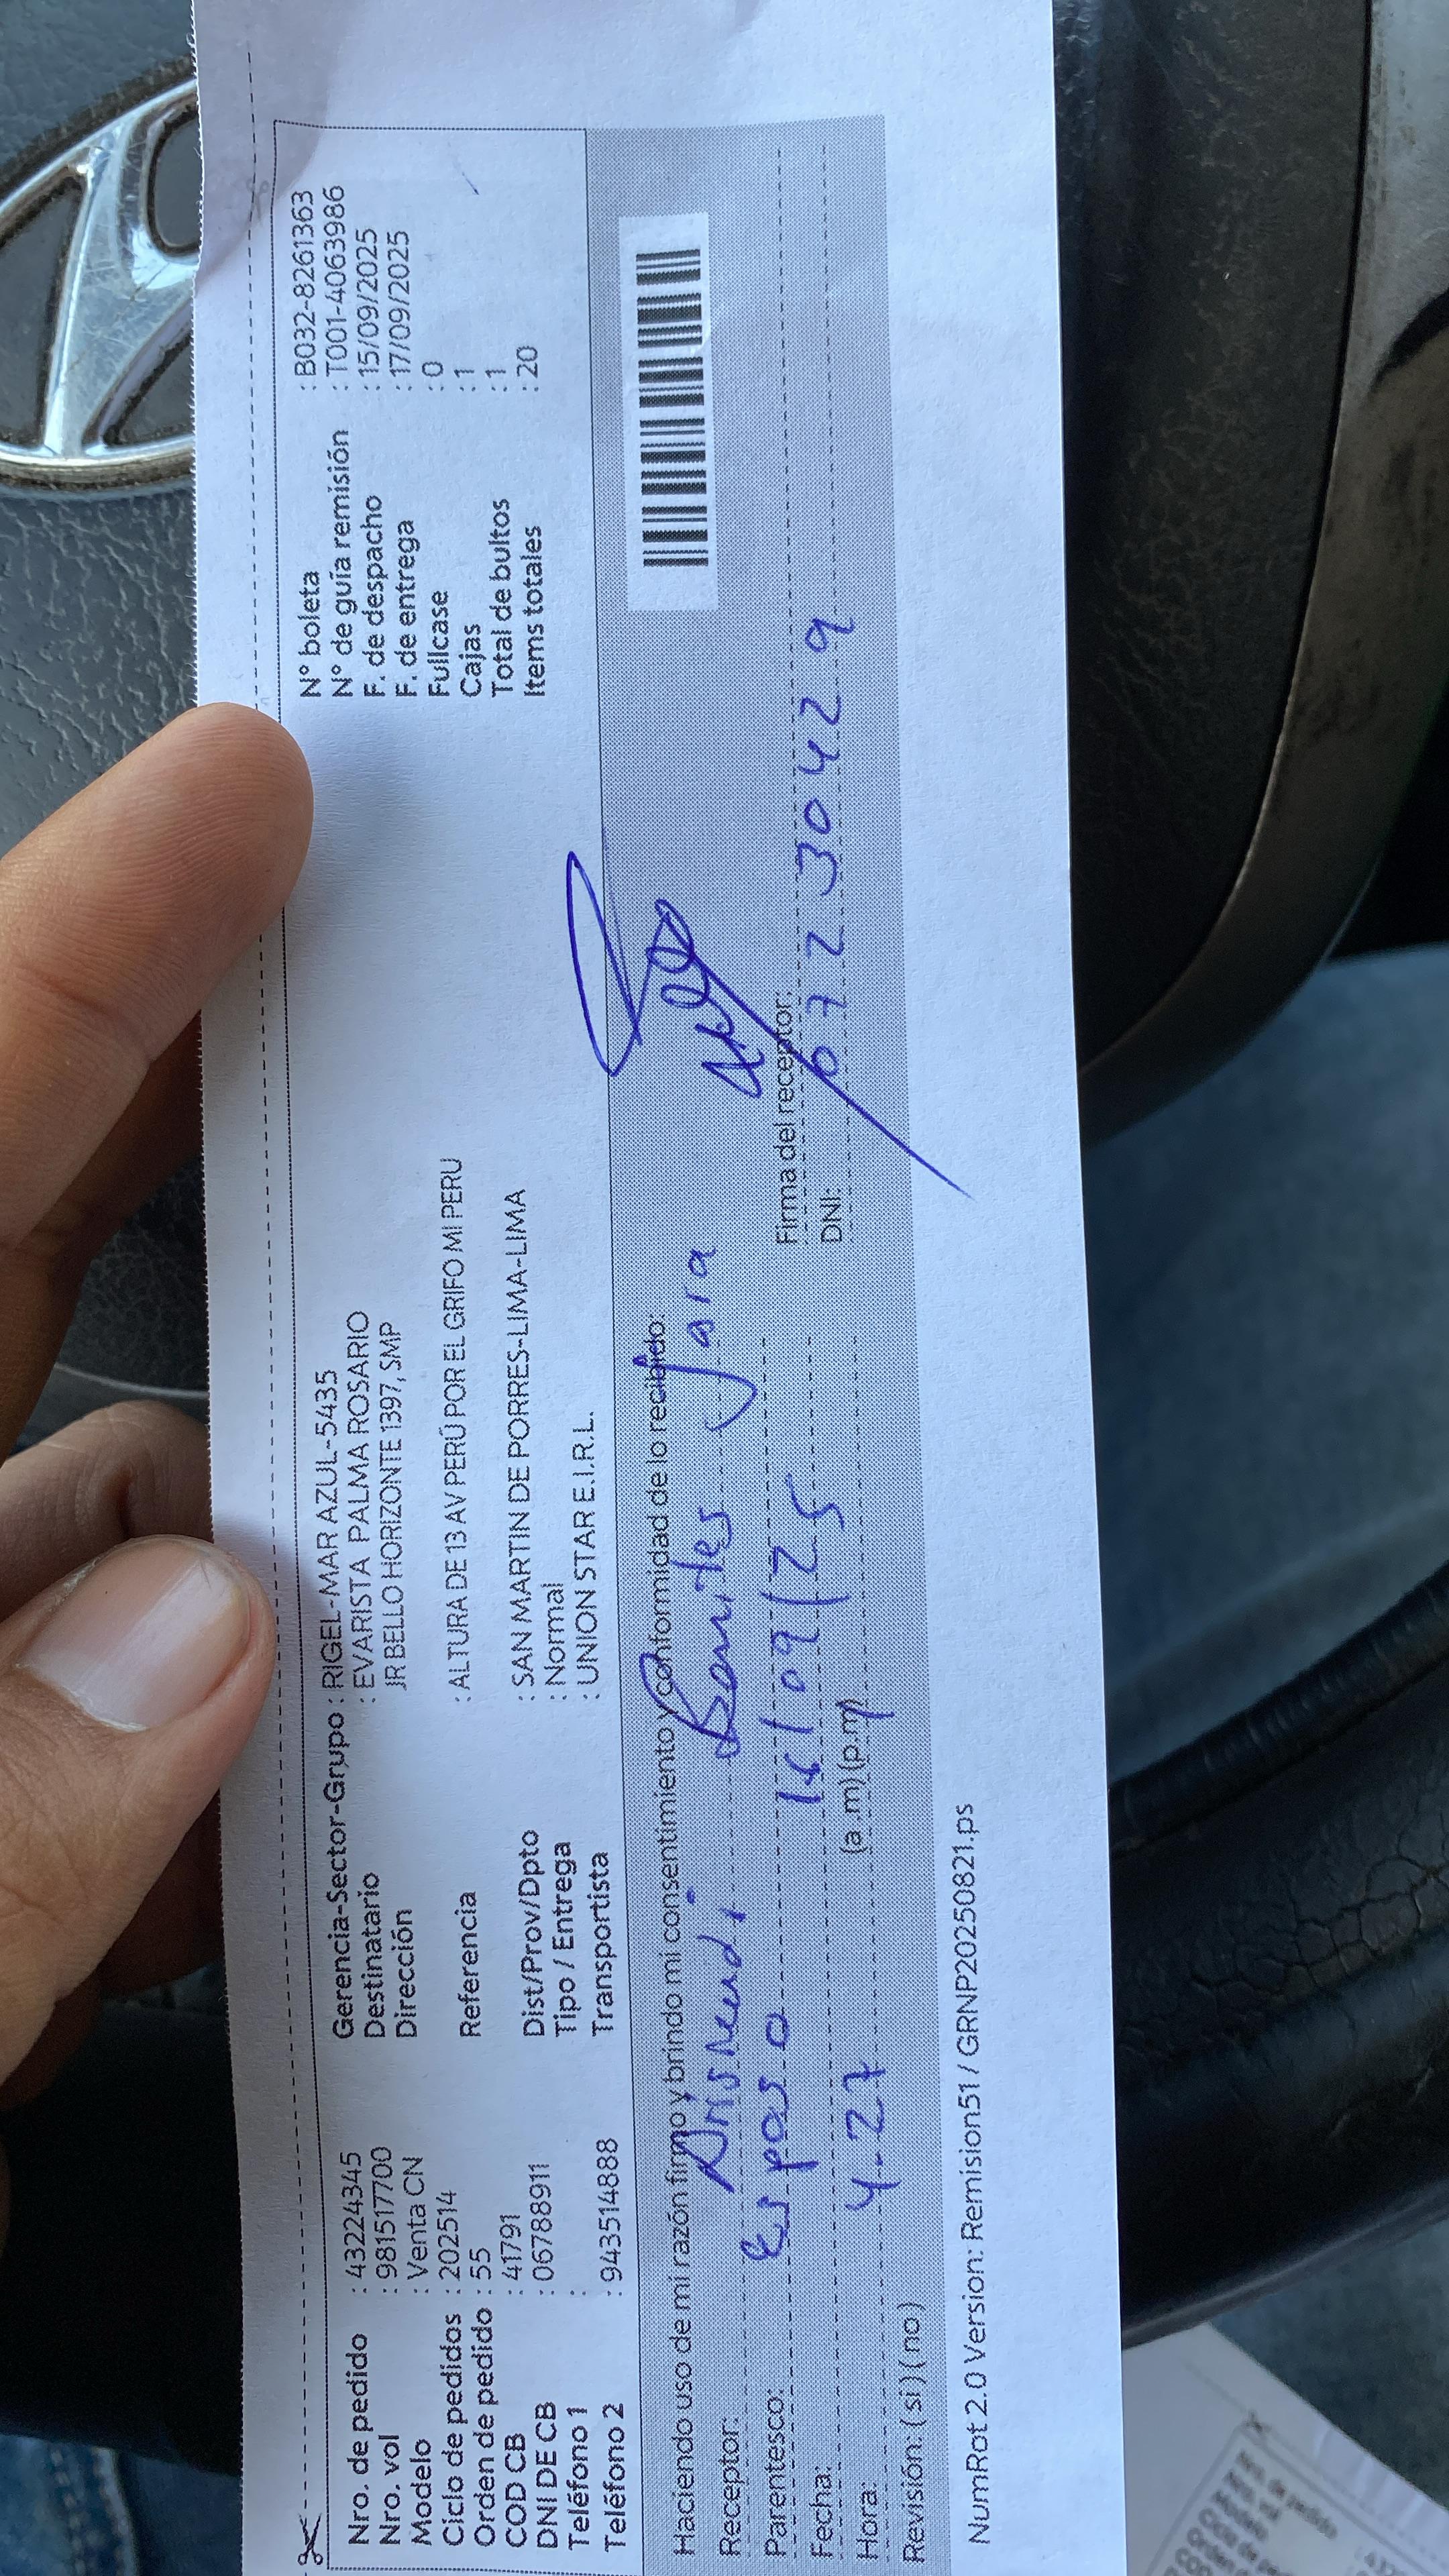 Nro. de pedido : 43224345
Nro. vol : 981517700
Modelo : Venta CN
Ciclo de pedidos : 202514
Orden de pedido : 55
COD CB : 41791
DNI DE CB : 06788911
Teléfono 1 :
Teléfono 2 : 943514888
Gerencia-Sector-Grupo : RIGEL-MAR AZUL-5435
Destinatario : EVARISTA PALMA ROSARIO
Dirección JR BELLO HORIZONTE 1397, SMP
Referencia : ALTURA DE 13 AV PERÚ POR EL GRIFO MI PERU
Dist/Prov/Dpto : SAN MARTIN DE PORRES-LIMA-LIMA
Tipo / Entrega : Normal
Transportista : UNION STAR E.I.R.L.
N° boleta : B032-8261363
N° de guía remisión : T001-4063986
F. de despacho : 15/09/2025
F. de entrega : 17/09/2025
Fullcase : 0
Cajas : 1
Total de bultos : 1
Items totales : 20
Haciendo uso de mi razón firmo y brindo mi consentimiento y conformidad de lo recibido:
Receptor: Benites Jara
Parentesco: Esposo
Fecha: /09/25
Hora: 4-27 (a.m) (p.m)
Revisión: ( si ) ( no )
Firma del receptor:
DNI: 07230429
NumRot 2.0 Version: Remision51 / GRNP20250821.ps